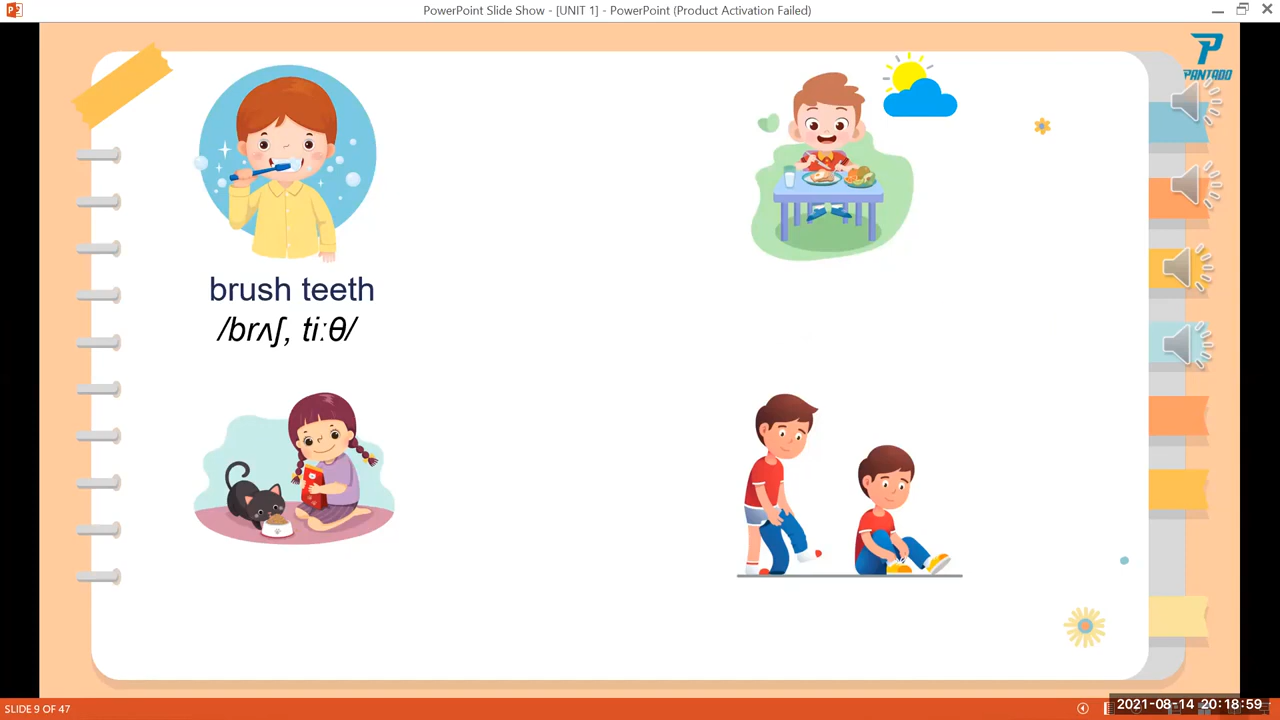 PowerPoint Slide Show - [UNIT 1] - PowerPoint (Product Activation Failed)
PANTADO
brush teeth
/brʌʃ, tiːθ/
SLIDE 9 OF 47
2021-08-14 20:18:59